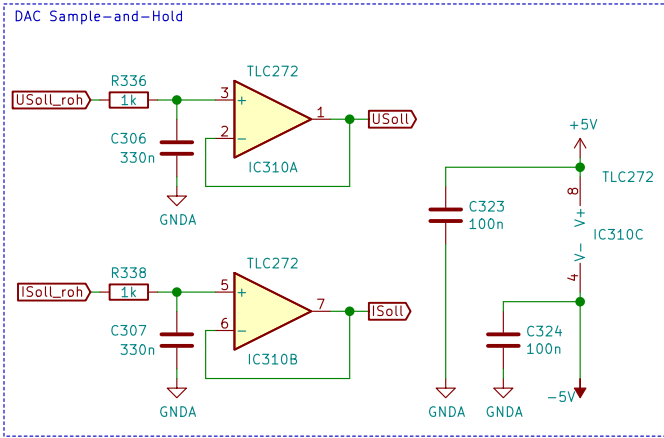 DAC Sample-and-Hold
USoll_roh
R336
1k
C306
330n
GNDA
TLC272
3
+
2
-
1
IC310A
USoll
ISoll_roh
R338
1k
C307
330n
GNDA
TLC272
5
+
6
-
7
IC310B
ISoll
C323
100n
GNDA
+5V
TLC272
8
V+
IC310C
V-
4
C324
100n
GNDA
-5V